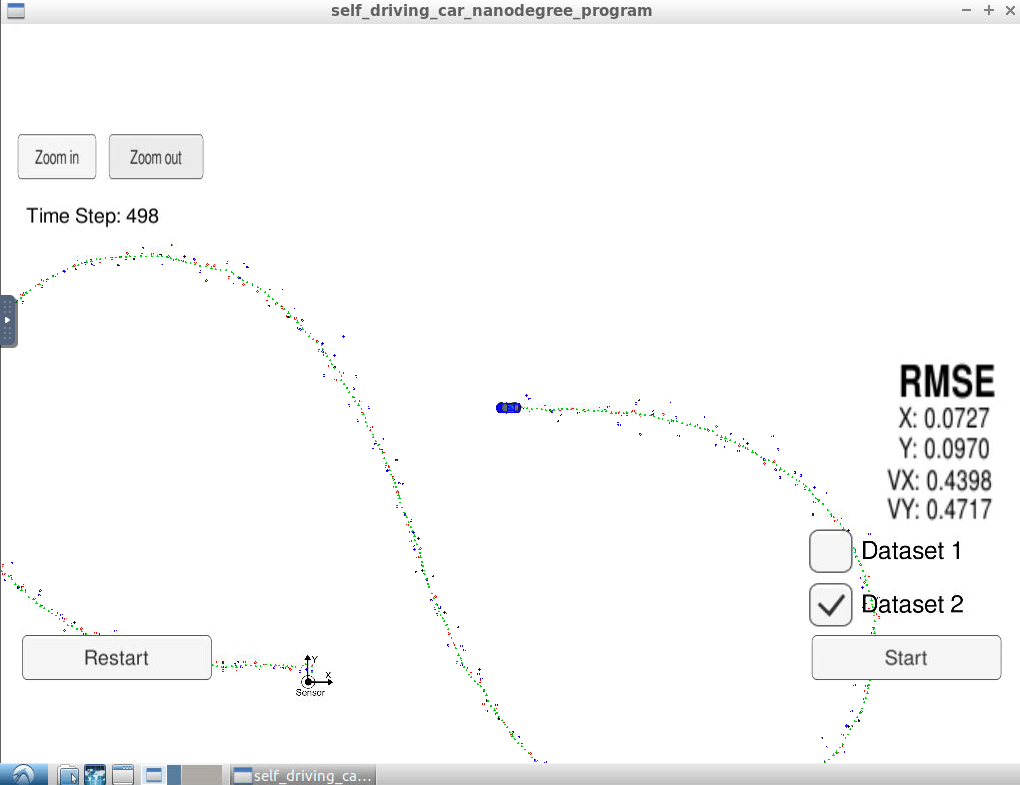 self_driving_car_nanodegree_program
Zoom in
Zoom out
Time Step: 498
RMSE
X: 0.0727
Y: 0.0970
VX: 0.4398
VY: 0.4717
Dataset 1
Dataset 2
Restart
Start
Y
X
Sensor
self_driving_ca...